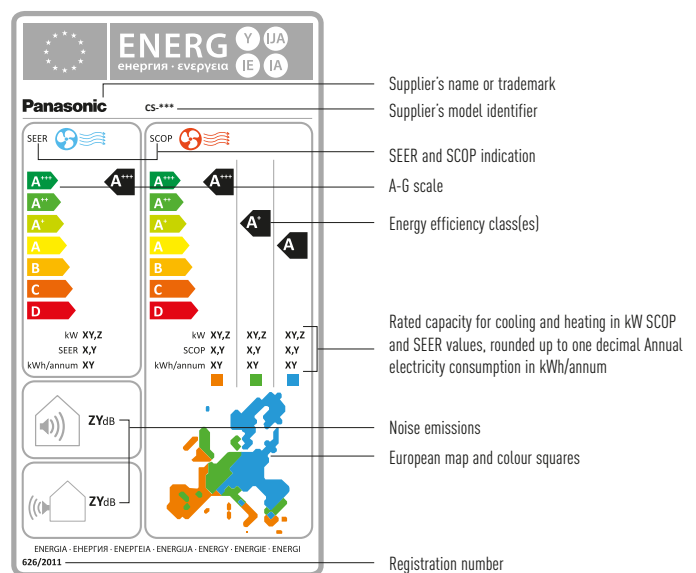 ENERG
Y IJA
IE IA
енергия · ενεργεια
Supplier's name or trademark
Panasonic CS-***
Supplier's model identifier
SEER
SCOP
SEER and SCOP indication
A+++ A+++
A+++ A+++
A-G scale
A++
A++
A+
A+ A+
Energy efficiency class(es)
A
A A
B
B
C
C
D
D
kW XY,Z
SEER X,Y
kWh/annum XY
kW XY,Z XY,Z XY,Z
SCOP X,Y X,Y X,Y
kWh/annum XY XY XY
Rated capacity for cooling and heating in kW SCOP
and SEER values, rounded up to one decimal Annual
electricity consumption in kWh/annum
ZYdB
Noise emissions
European map and colour squares
ZYdB
ENERGIA · ЕНЕРГИЯ · ΕΝΕΡΓΕΙΑ · ENERGIJA · ENERGY · ENERGIE · ENERGI
626/2011
Registration number